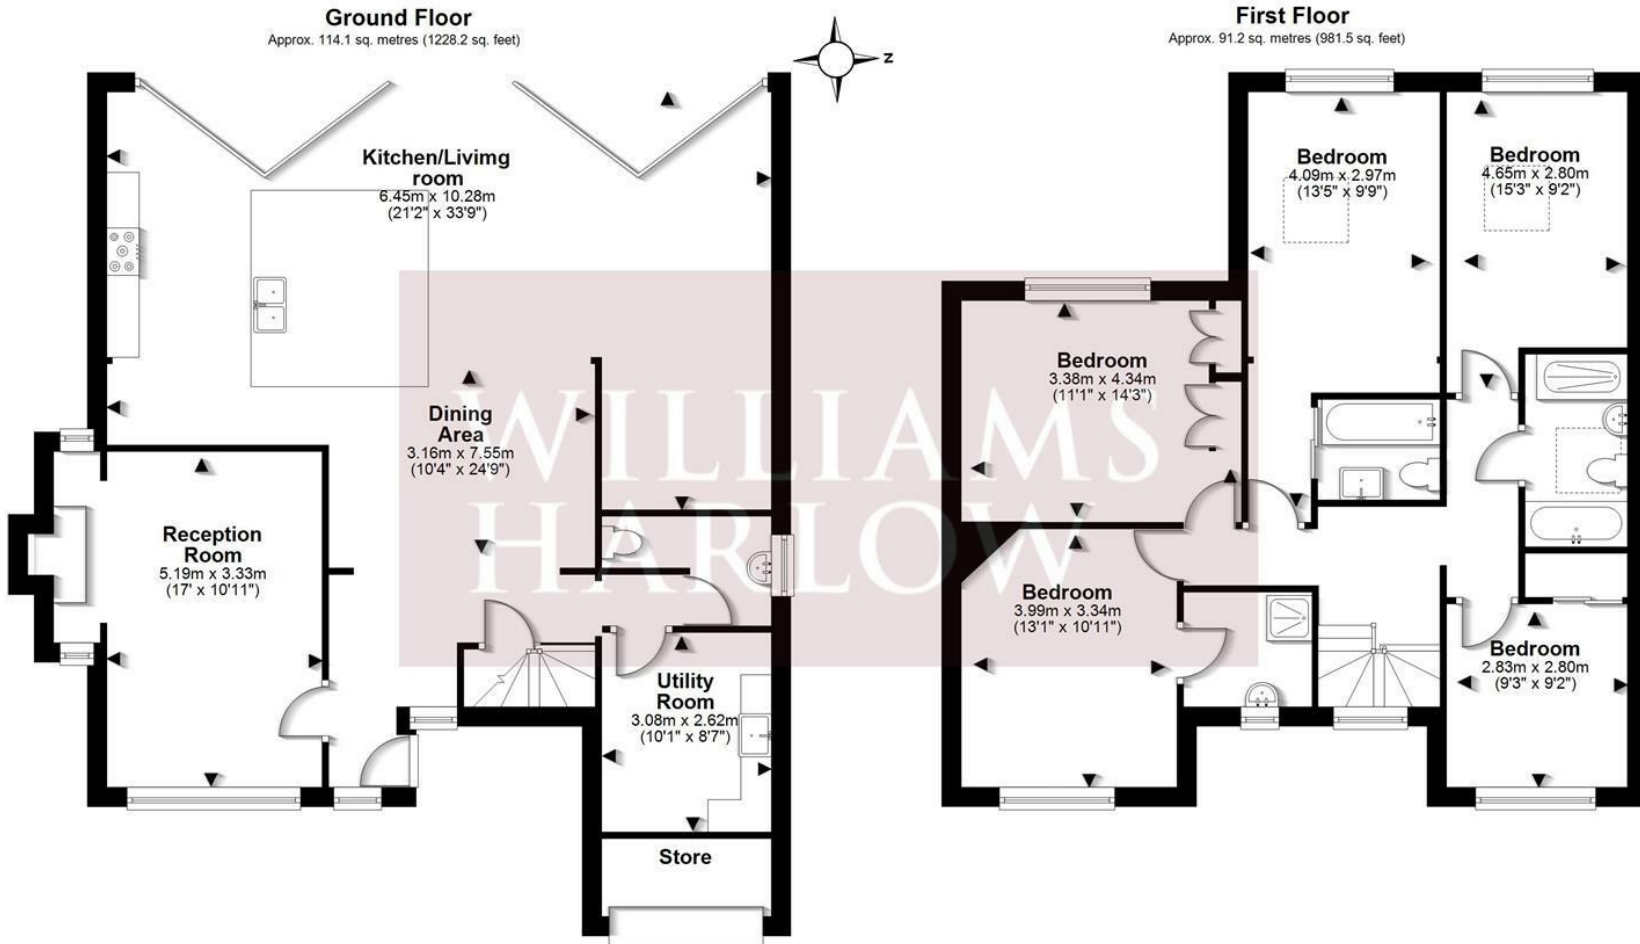 Ground Floor
Approx. 114.1 sq. metres (1228.2 sq. feet)
Z
Kitchen/Livimg
room
6.45m x 10.28m
(21'2" x 33'9")
Dining
Area
3.16m x 7.55m
(10'4" x 24'9")
Reception
Room
5.19m x 3.33m
(17' x 10'11")
Utility
Room
3.08m x 2.62m
(10'1" x 8'7")
Store
First Floor
Approx. 91.2 sq. metres (981.5 sq. feet)
Bedroom
4.09m x 2.97m
(13'5" x 9'9")
Bedroom
4.65m x 2.80m
(15'3" x 9'2")
Bedroom
3.38m x 4.34m
(11'1" x 14'3")
Bedroom
3.99m x 3.34m
(13'1" x 10'11")
Bedroom
2.83m x 2.80m
(9'3" x 9'2")
WILLIAMS
HARLOW